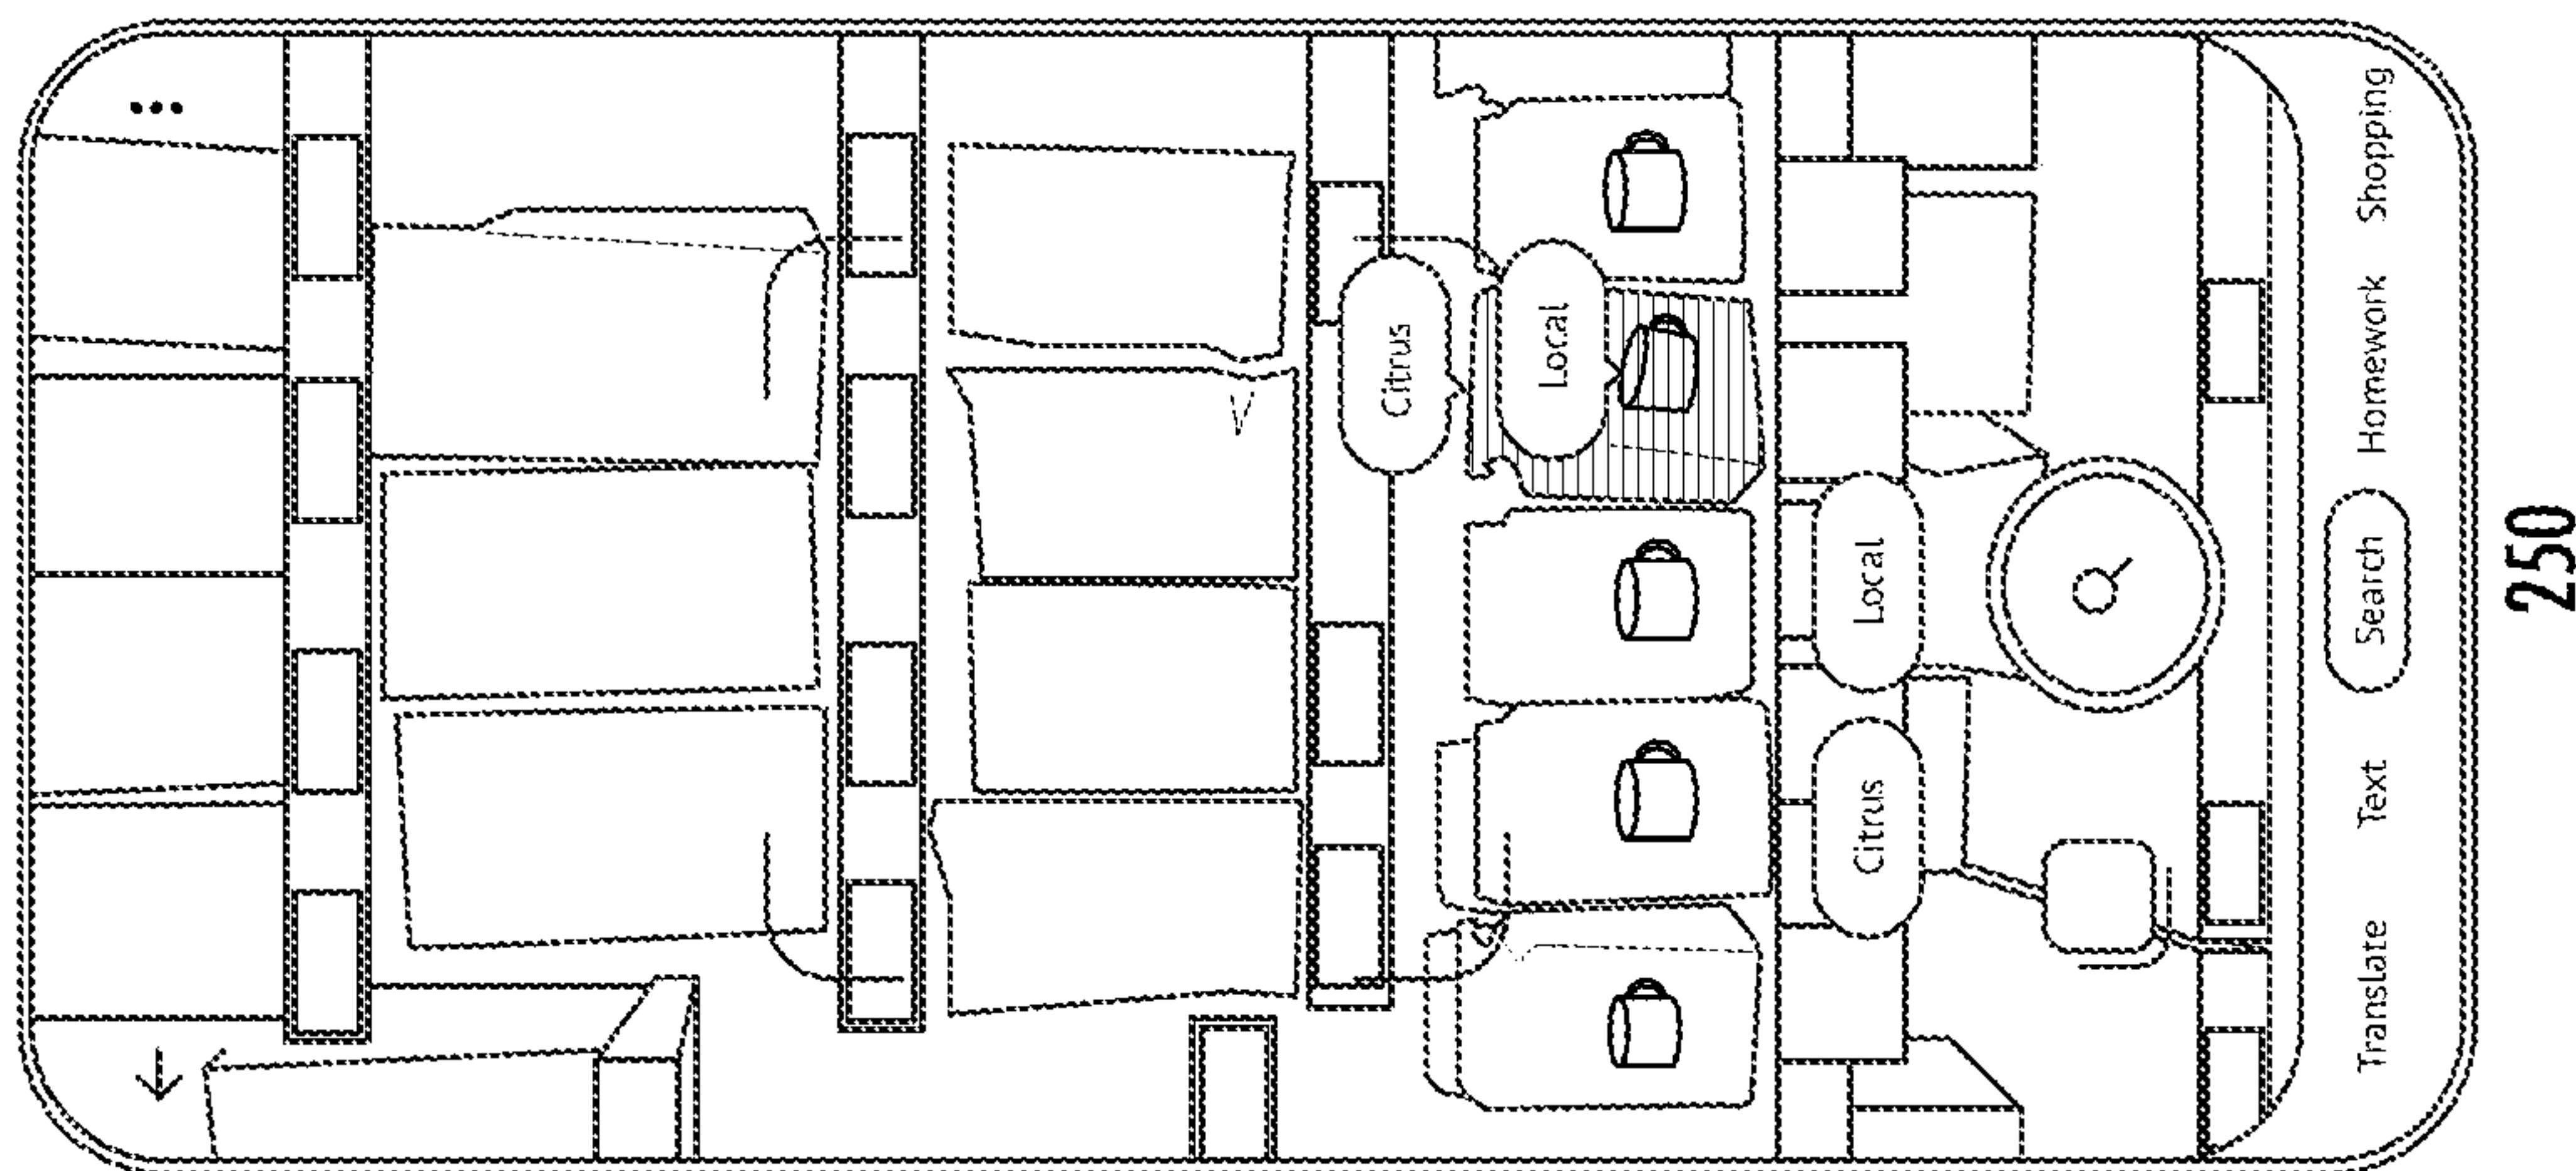 Citrus
Local
Citrus Local
Translate Text Search Homework Shopping
250